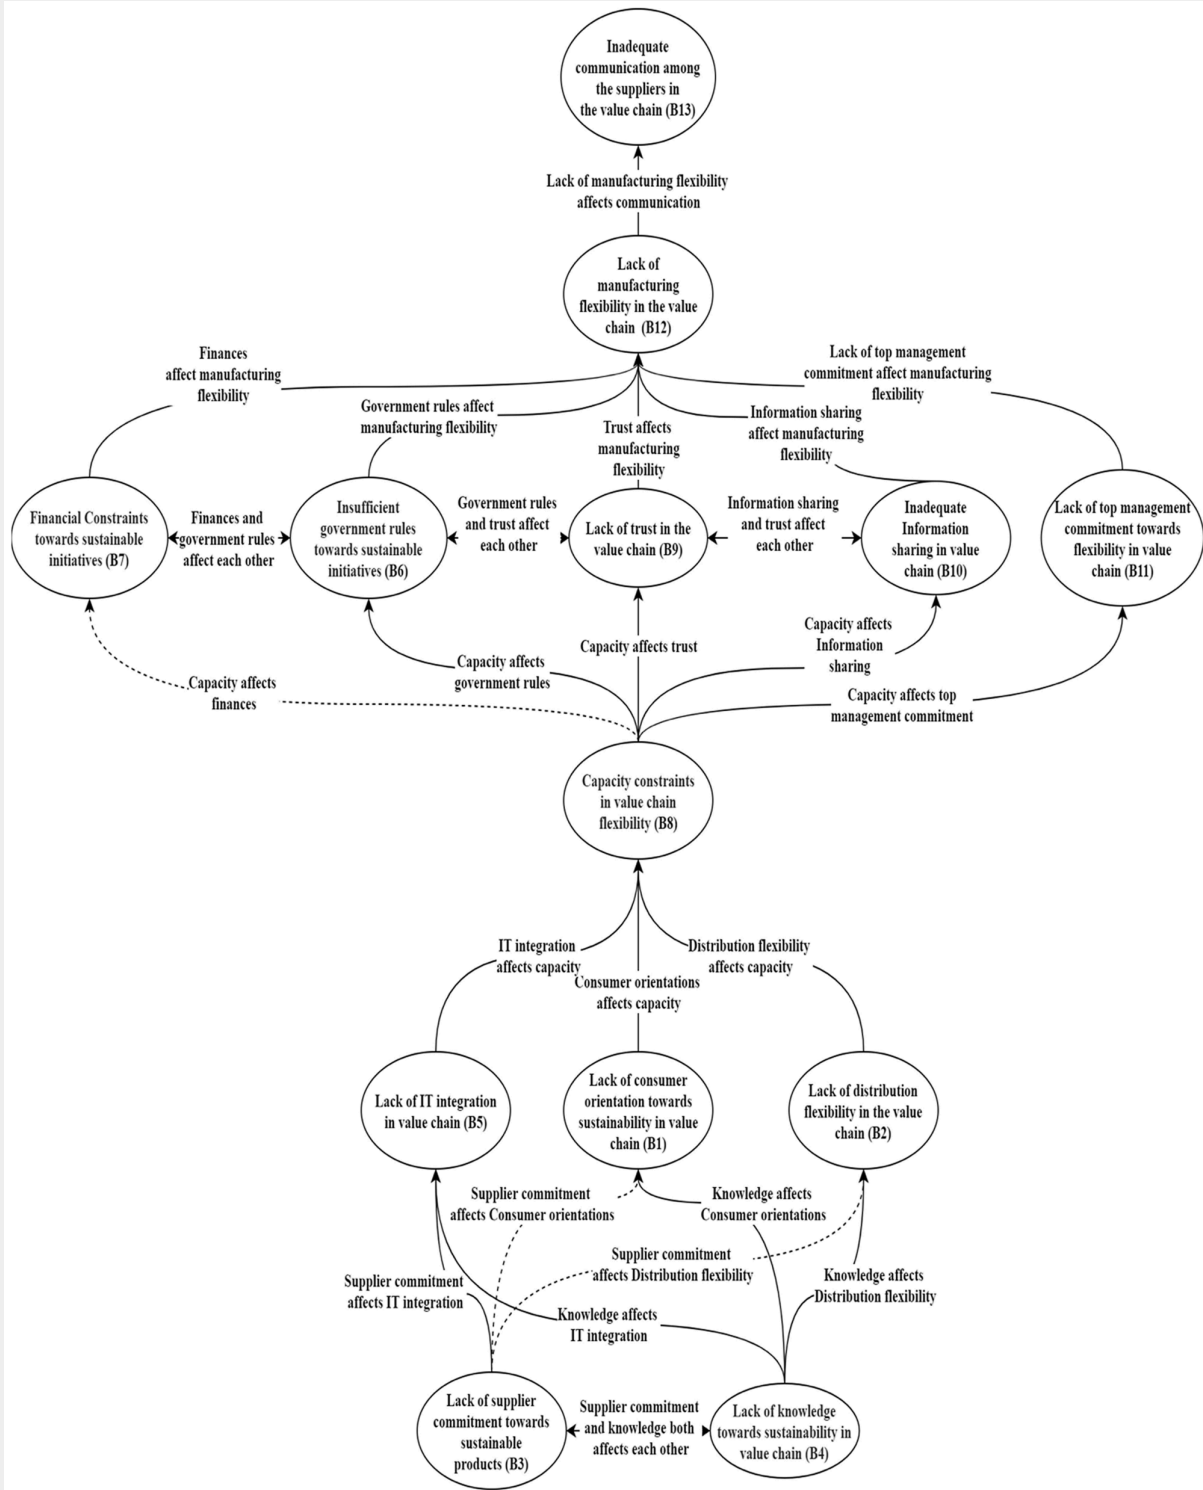 Inadequate
communication among
the suppliers in
the value chain (B13)
Lack of manufacturing flexibility
affects communication
Lack of
manufacturing
flexibility in the value
chain (B12)
Finances
affect manufacturing
flexibility
Lack of top management
commitment affect manufacturing
flexibility
Government rules affect
manufacturing flexibility
Trust affects
manufacturing
flexibility
Information sharing
affect manufacturing
flexibility
Financial Constraints
towards sustainable
initiatives (B7)
Finances and
government rules
affect each other
Insufficient
government rules
towards sustainable
initiatives (B6)
Government rules
and trust affect
each other
Lack of trust in the
value chain (B9)
Information sharing
and trust affect
each other
Inadequate
Information
sharing in value
chain (B10)
Lack of top management
commitment towards
flexibility in value
chain (B11)
Capacity affects
finances
Capacity affects
government rules
Capacity affects trust
Capacity affects
Information
sharing
Capacity affects top
management commitment
Capacity constraints
in value chain
flexibility (B8)
IT integration
affects capacity
Consumer orientations
affects capacity
Distribution flexibility
affects capacity
Lack of IT integration
in value chain (B5)
Lack of consumer
orientation towards
sustainability in value
chain (B1)
Lack of distribution
flexibility in the value
chain (B2)
Supplier commitment
affects Consumer orientations
Knowledge affects
Consumer orientations
Supplier commitment
affects IT integration
Supplier commitment
affects Distribution flexibility
Knowledge affects
Distribution flexibility
Knowledge affects
IT integration
Lack of supplier
commitment towards
sustainable
products (B3)
Supplier commitment
and knowledge both
affects each other
Lack of knowledge
towards sustainability in
value chain (B4)